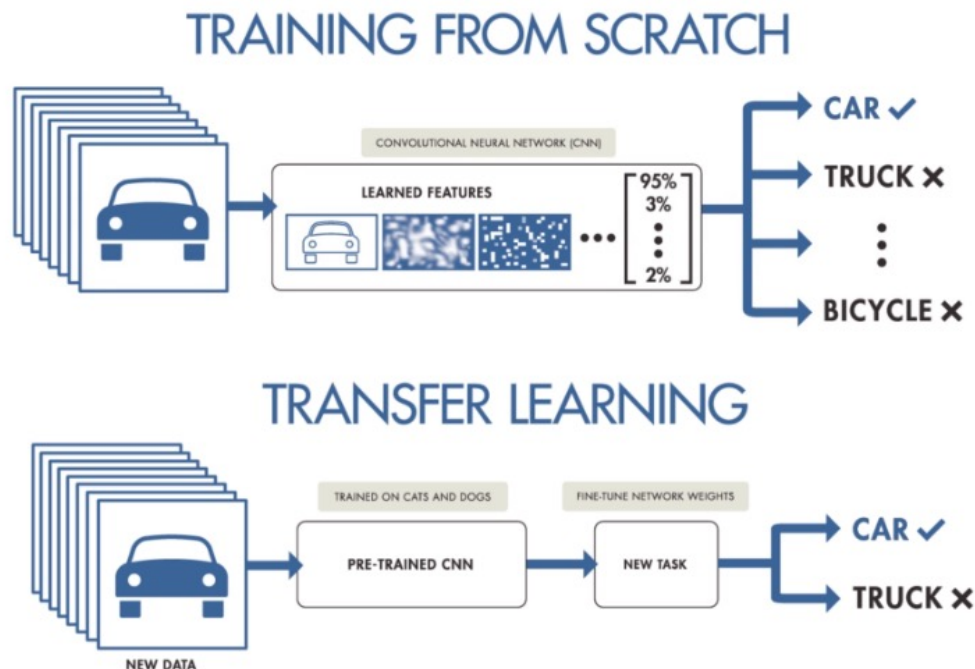 TRAINING FROM SCRATCH
CONVOLUTIONAL NEURAL NETWORK (CNN)
LEARNED FEATURES
95%
3%
2%
CAR ✓
TRUCK ✕
BICYCLE ✕
TRANSFER LEARNING
TRAINED ON CATS AND DOGS
FINE-TUNE NETWORK WEIGHTS
PRE-TRAINED CNN
NEW TASK
CAR ✓
TRUCK ✕
NEW DATA